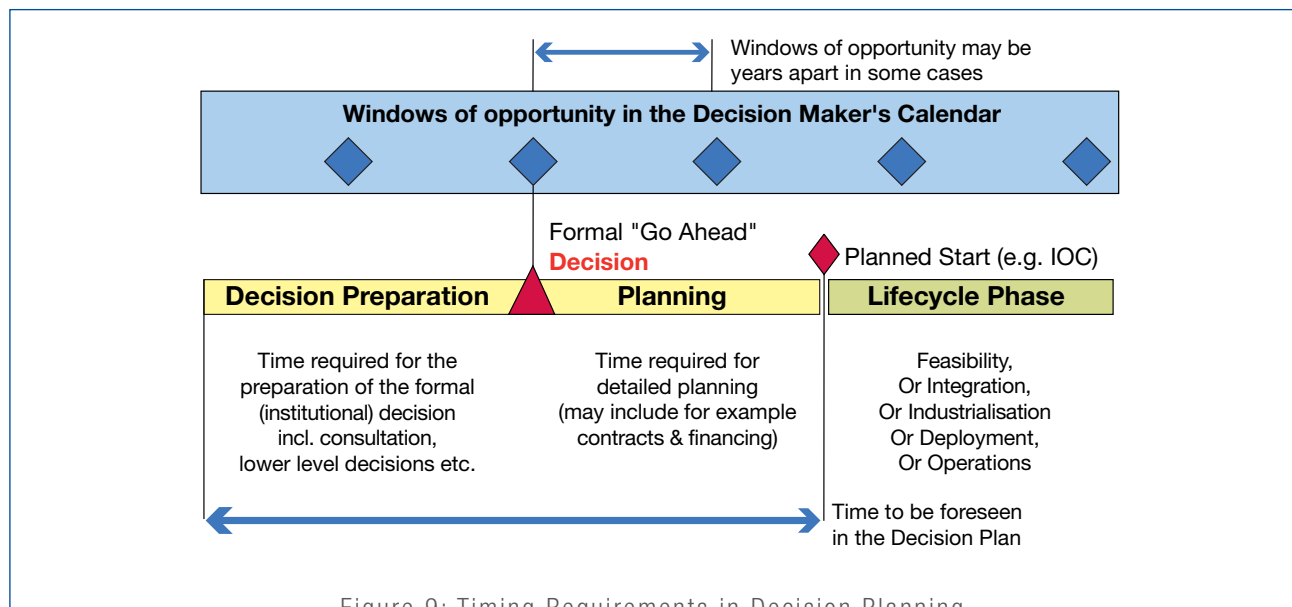 Windows of opportunity may be
years apart in some cases
Windows of opportunity in the Decision Maker's Calendar
Formal "Go Ahead"
Decision
Planned Start (e.g. IOC)
Decision Preparation
Planning
Lifecycle Phase
Time required for the
preparation of the formal
(institutional) decision
incl. consultation,
lower level decisions etc.
Time required for
detailed planning
(may include for example
contracts & financing)
Feasibility,
Or Integration,
Or Industrialisation
Or Deployment,
Or Operations
Time to be foreseen
in the Decision Plan
Figure 9: Timing Requirements in Decision Planning